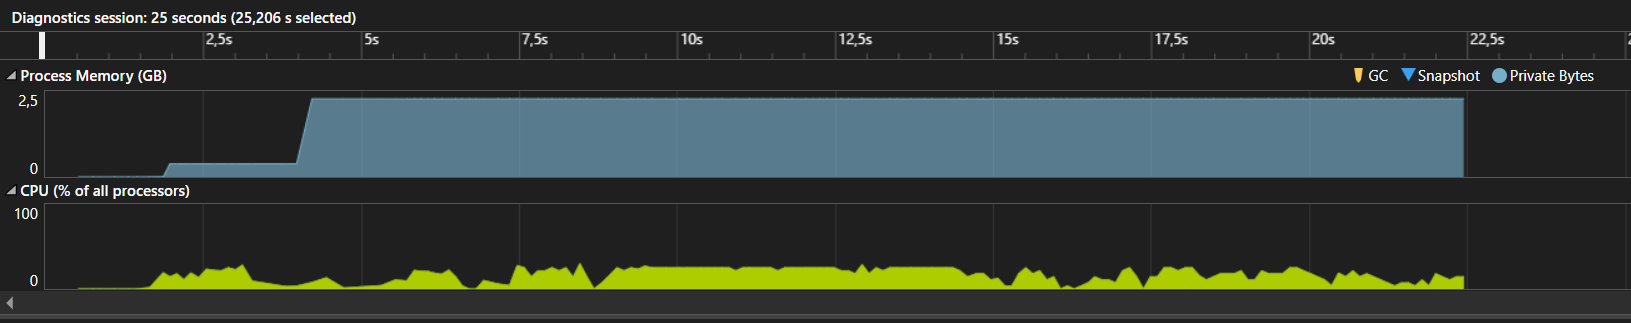 Diagnostics session: 25 seconds (25,206 s selected)
2,5s 5s 7,5s 10s 12,5s 15s 17,5s 20s 22,5s
Process Memory (GB) GC Snapshot Private Bytes
2,5
0
CPU (% of all processors)
100
0